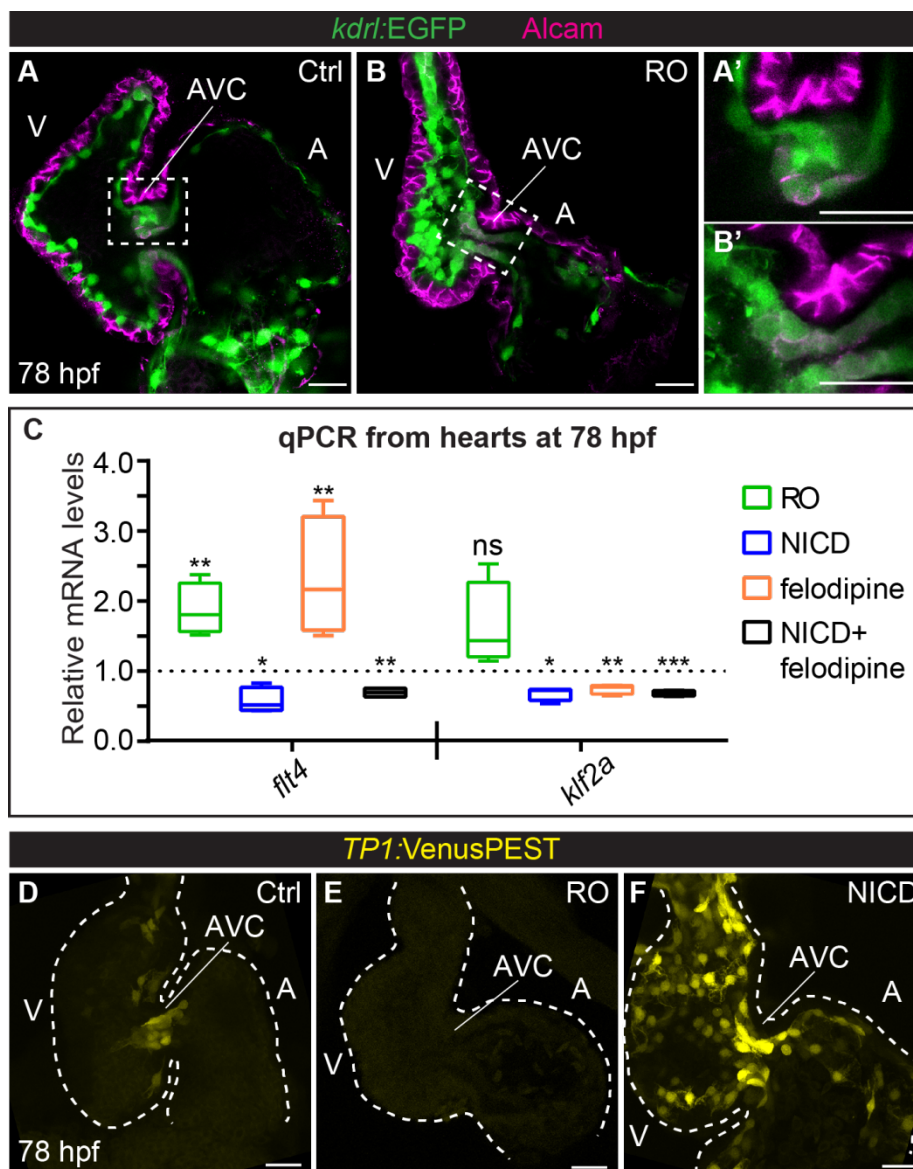 kdrl:EGFP Alcam
A Ctrl
AVC
V
A
78 hpf
B RO
AVC
V
A
A'
B'
C
qPCR from hearts at 78 hpf
Relative mRNA levels
4.0
3.0
2.0
1.0
0.0
**
*
**
**
ns
*
**
***
flt4
klf2a
RO
NICD
felodipine
NICD+
felodipine
TP1:VenusPEST
D Ctrl
AVC
V
A
78 hpf
E RO
AVC
A
V
F NICD
AVC
A
V